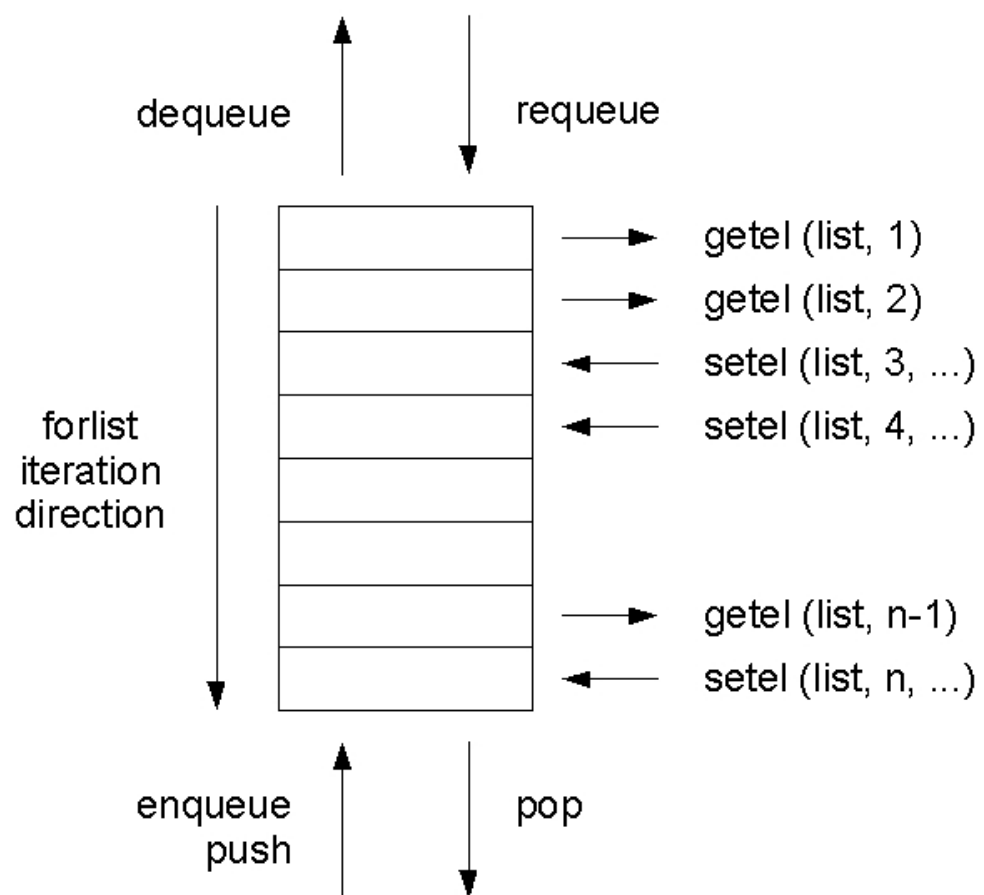 dequeue
requeue
getel (list, 1)
getel (list, 2)
setel (list, 3, ...)
setel (list, 4, ...)
forlist
iteration
direction
getel (list, n-1)
setel (list, n, ...)
enqueue
push
pop